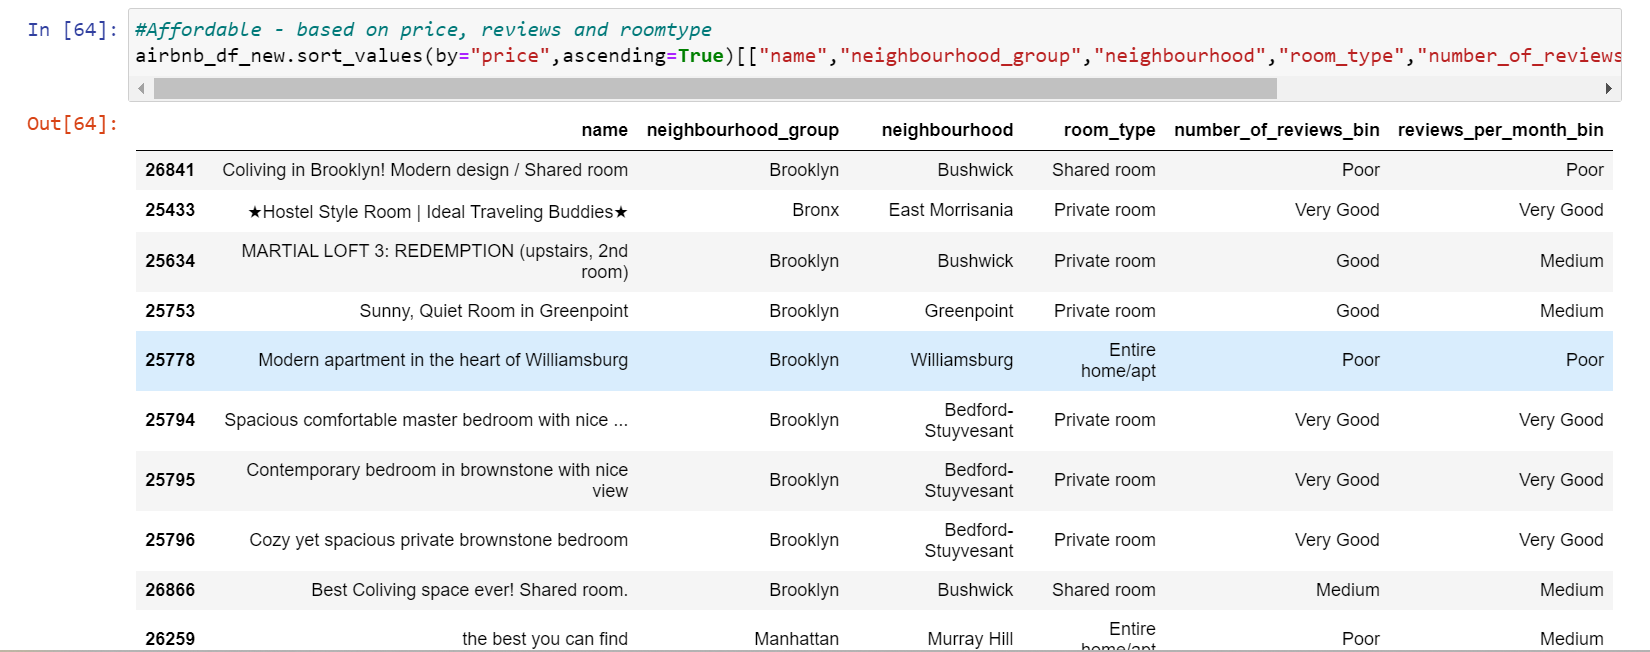 In [64]:
#Affordable - based on price, reviews and roomtype
airbnb_df_new.sort_values(by="price",ascending=True)[["name","neighbourhood_group","neighbourhood","room_type","number_of_reviews
Out[64]:
name neighbourhood_group neighbourhood room_type number_of_reviews_bin reviews_per_month_bin
26841 Coliving in Brooklyn! Modern design / Shared room Brooklyn Bushwick Shared room Poor Poor
25433 ★Hostel Style Room | Ideal Traveling Buddies★ Bronx East Morrisania Private room Very Good Very Good
25634 MARTIAL LOFT 3: REDEMPTION (upstairs, 2nd
room) Brooklyn Bushwick Private room Good Medium
25753 Sunny, Quiet Room in Greenpoint Brooklyn Greenpoint Private room Good Medium
25778 Modern apartment in the heart of Williamsburg Brooklyn Williamsburg Entire
home/apt Poor Poor
25794 Spacious comfortable master bedroom with nice ... Brooklyn Bedford-
Stuyvesant Private room Very Good Very Good
25795 Contemporary bedroom in brownstone with nice
view Brooklyn Bedford-
Stuyvesant Private room Very Good Very Good
25796 Cozy yet spacious private brownstone bedroom Brooklyn Bedford-
Stuyvesant Private room Very Good Very Good
26866 Best Coliving space ever! Shared room. Brooklyn Bushwick Shared room Medium Medium
26259 the best you can find Manhattan Murray Hill Entire
home/apt Poor Medium